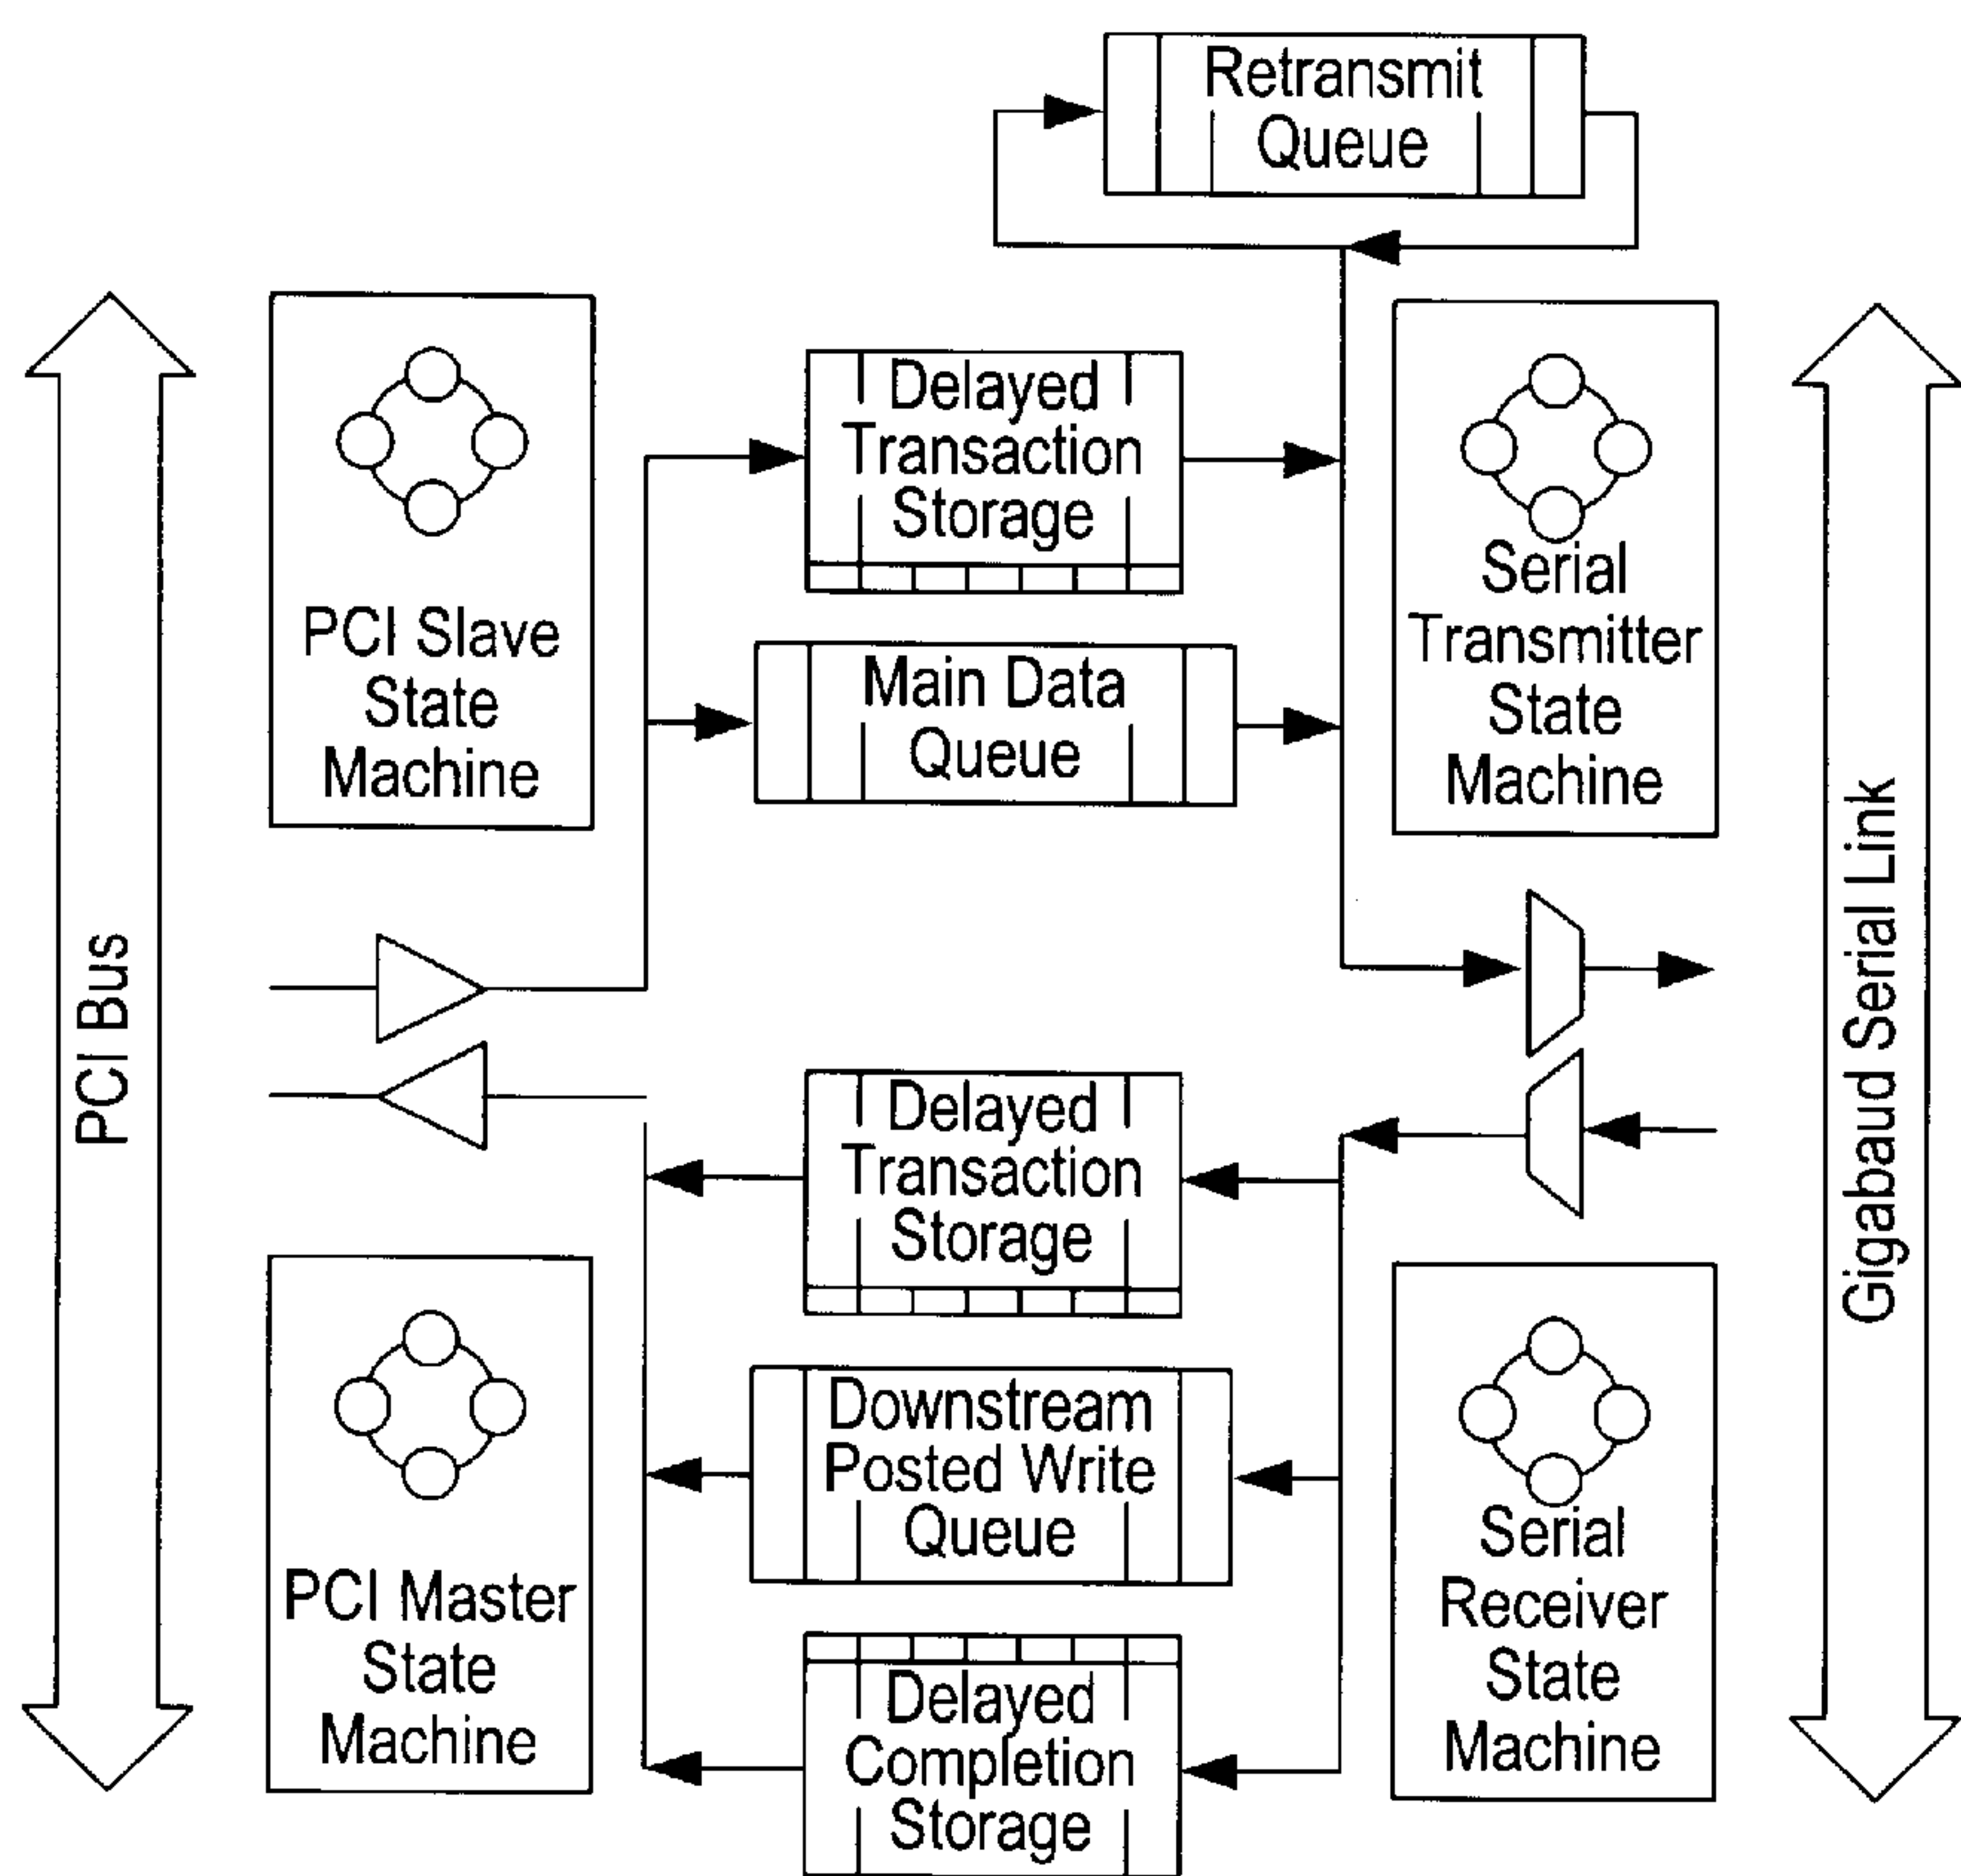 Retransmit
Queue
PCI Bus
PCI Slave
State
Machine
Delayed
Transaction
Storage
Main Data
Queue
Serial
Transmitter
State
Machine
Gigabaud Serial Link
PCI Master
State
Machine
Delayed
Transaction
Storage
Downstream
Posted Write
Queue
Delayed
Completion
Storage
Serial
Receiver
State
Machine